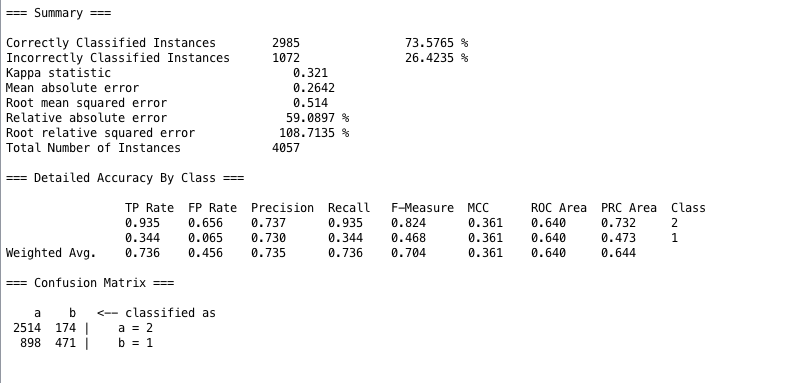 === Summary ===
Correctly Classified Instances 2985 73.5765 %
Incorrectly Classified Instances 1072 26.4235 %
Kappa statistic 0.321
Mean absolute error 0.2642
Root mean squared error 0.514
Relative absolute error 59.0897 %
Root relative squared error 108.7135 %
Total Number of Instances 4057
=== Detailed Accuracy By Class ===
TP Rate FP Rate Precision Recall F-Measure MCC ROC Area PRC Area Class
0.935 0.656 0.737 0.935 0.824 0.361 0.640 0.732 2
0.344 0.065 0.730 0.344 0.468 0.361 0.640 0.473 1
Weighted Avg. 0.736 0.456 0.735 0.736 0.704 0.361 0.640 0.644
=== Confusion Matrix ===
a b <-- classified as
2514 174 | a = 2
898 471 | b = 1